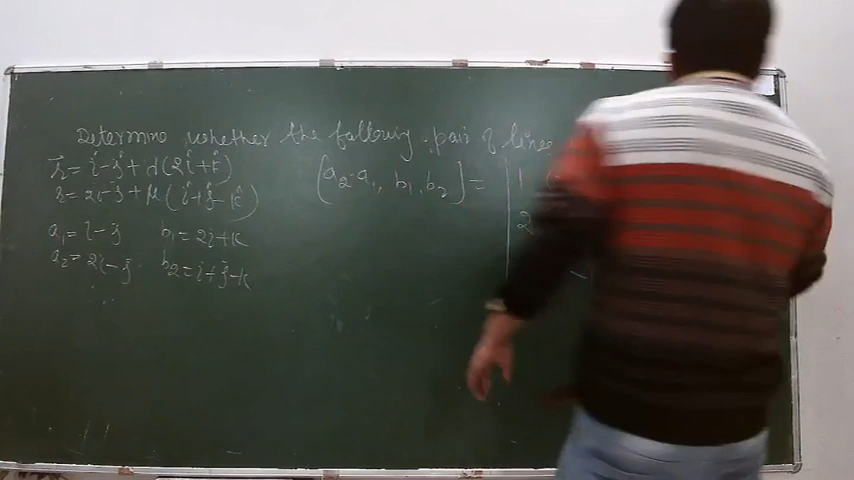 Determine whether the following pair of lines
r̄ = î-ĵ + λ(2î+k̂)
r = 2î-ĵ + μ(î+ĵ-k̂)
[a₂-a₁, b₁, b₂] = | 1
2
a₁ = î-ĵ b₁ = 2î+k
a₂ = 2î-ĵ b₂ = î+ĵ-k